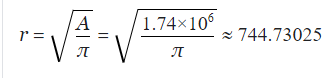 r = √(A/π) = √(1.74×10⁶/π) ≈ 744.73025